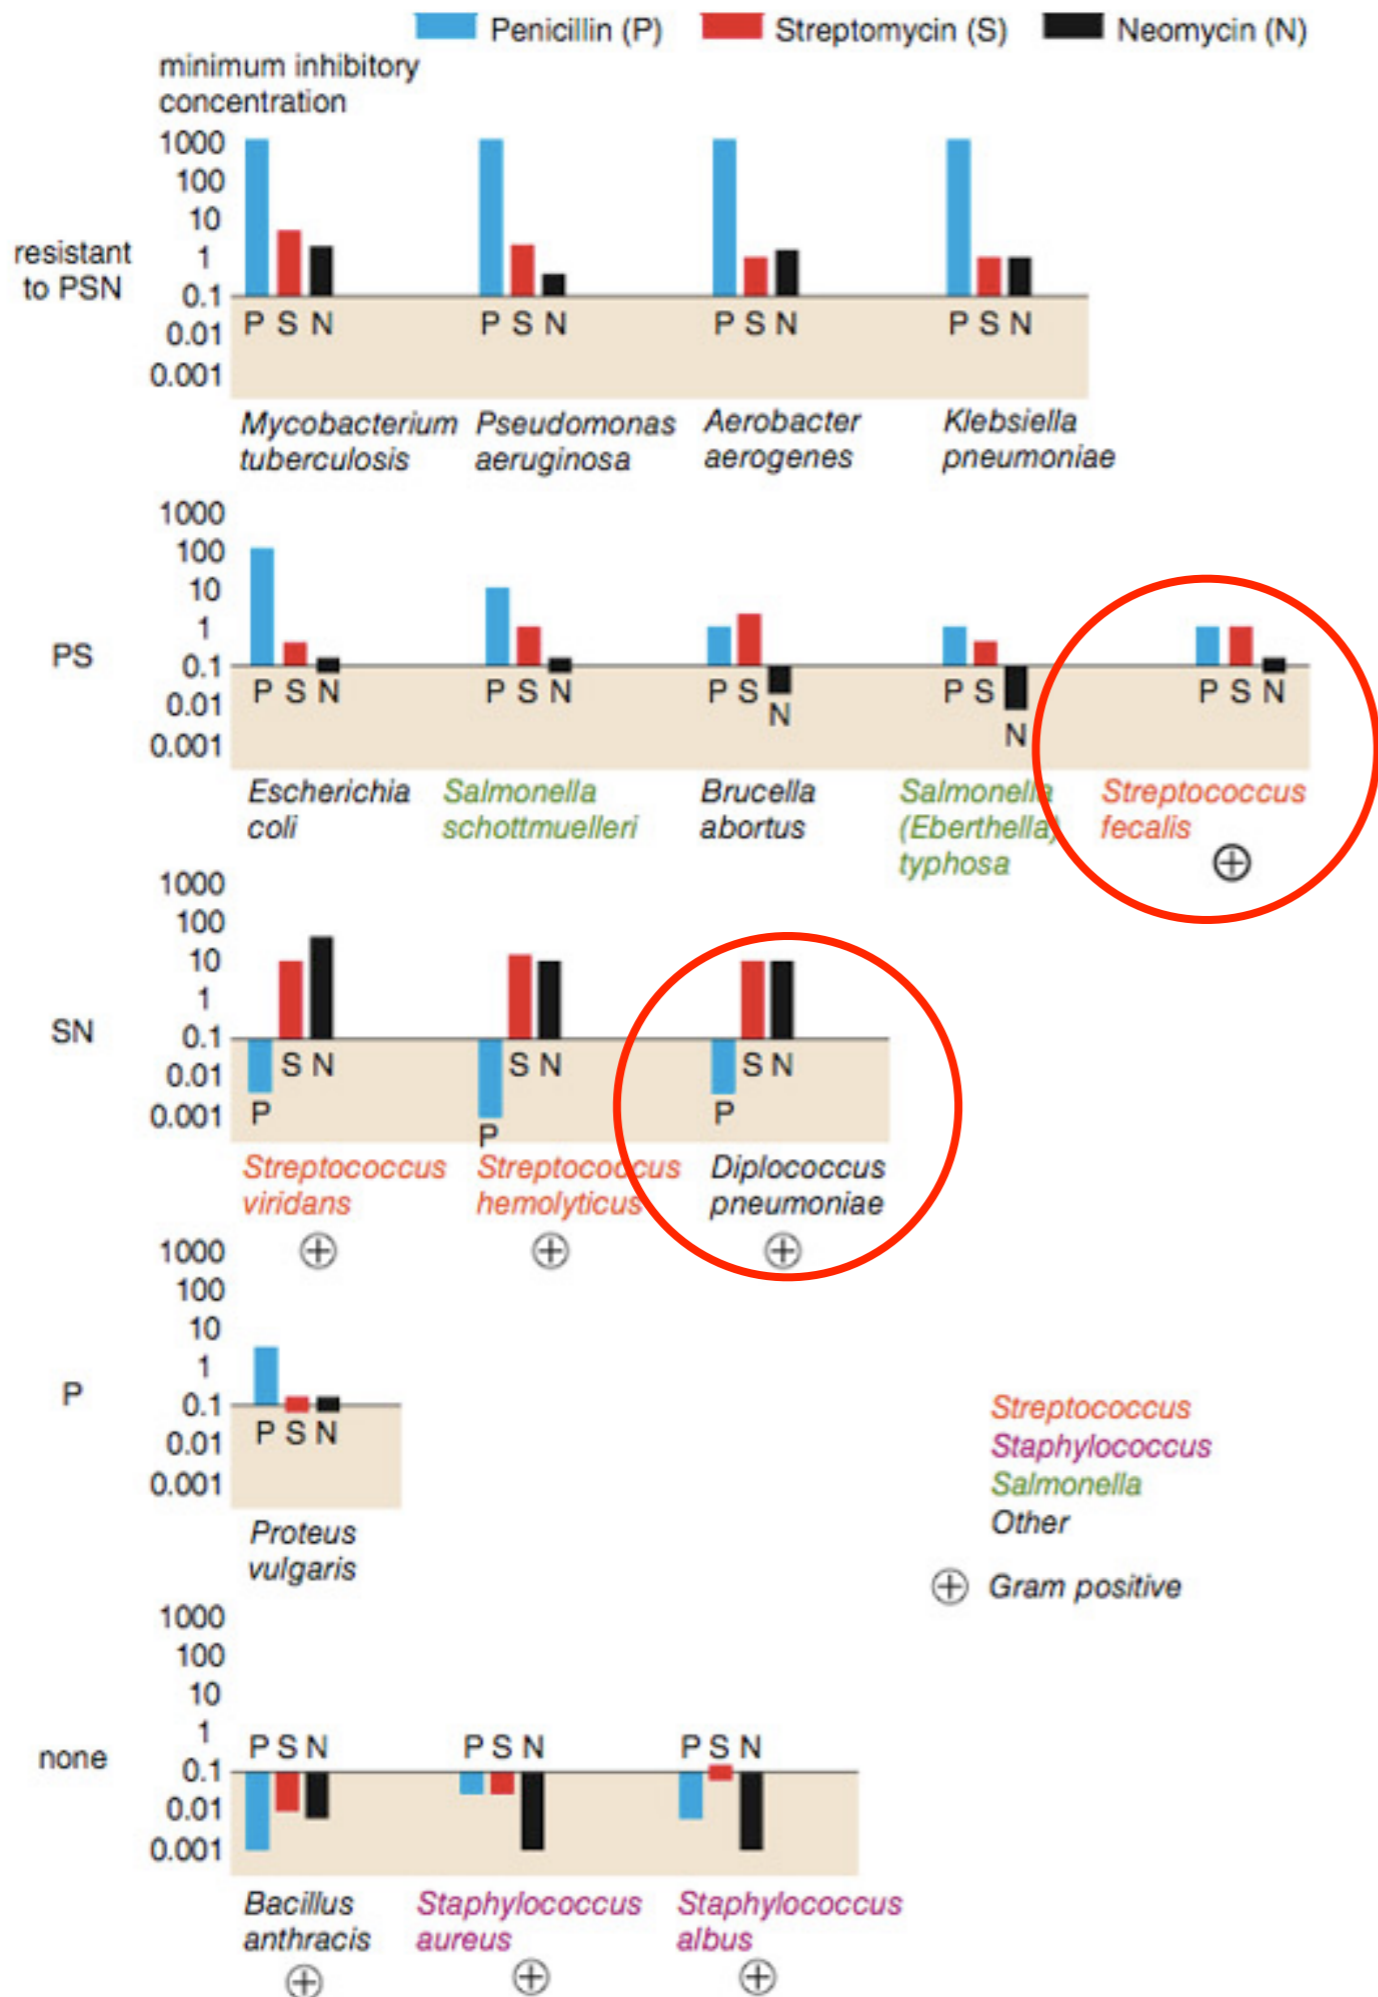 Penicillin (P) Streptomycin (S) Neomycin (N)
minimum inhibitory
concentration
1000
100
10
1
0.1
0.01
0.001
resistant
to PSN
P S N P S N P S N P S N
Mycobacterium
tuberculosis
Pseudomonas
aeruginosa
Aerobacter
aerogenes
Klebsiella
pneumoniae
1000
100
10
1
0.1
0.01
0.001
PS
P S N P S N P S N P S N P S N
Escherichia
coli
Salmonella
schottmuelleri
Brucella
abortus
Salmonella
(Eberthella)
typhosa
Streptococcus
fecalis
1000
100
10
1
0.1
0.01
0.001
SN
P S N P S N P S N
Streptococcus
viridans
Streptococcus
hemolyticus
Diplococcus
pneumoniae
1000
100
10
1
0.1
0.01
0.001
P
P S N
Proteus
vulgaris
Streptococcus
Staphylococcus
Salmonella
Other
Gram positive
1000
100
10
1
0.1
0.01
0.001
none
P S N P S N P S N
Bacillus
anthracis
Staphylococcus
aureus
Staphylococcus
albus